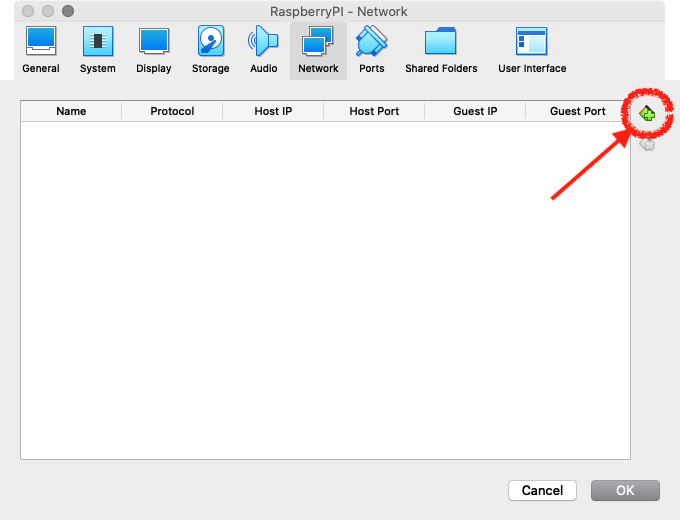 RaspberryPI - Network
General System Display Storage Audio Network Ports Shared Folders User Interface
Name Protocol Host IP Host Port Guest IP Guest Port
Cancel OK